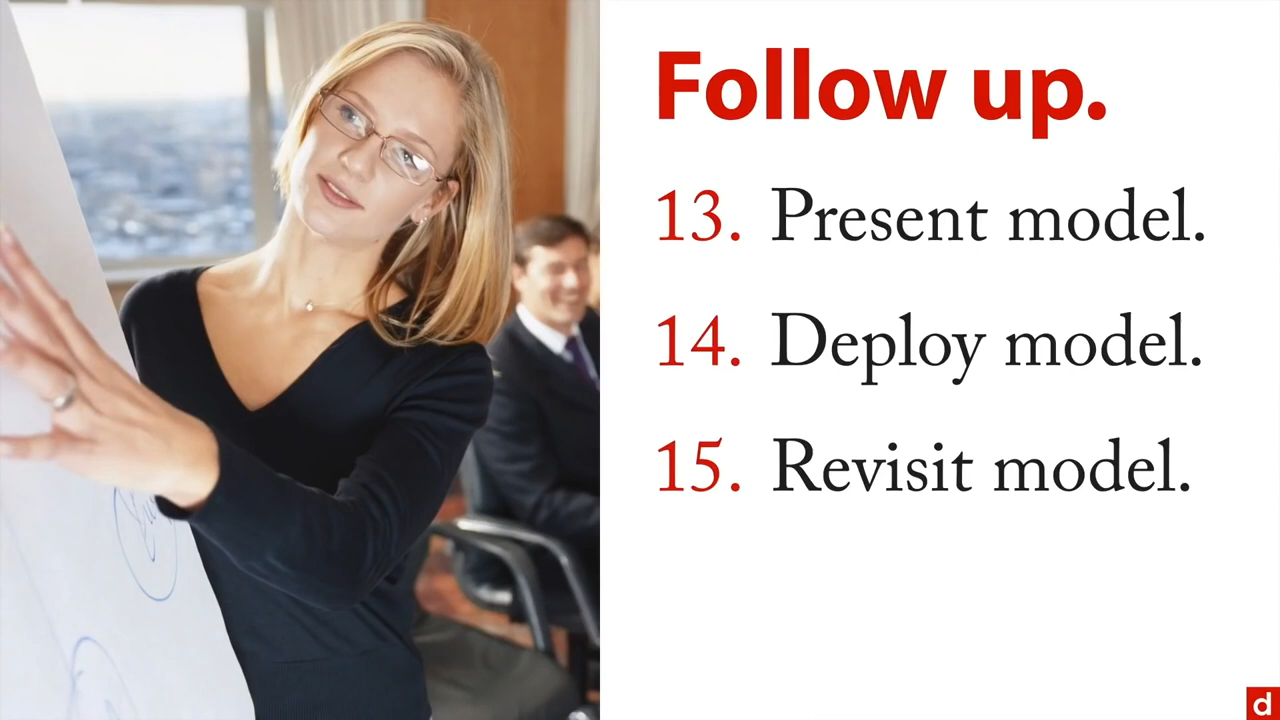 Follow up.
13. Present model.
14. Deploy model.
15. Revisit model.
d